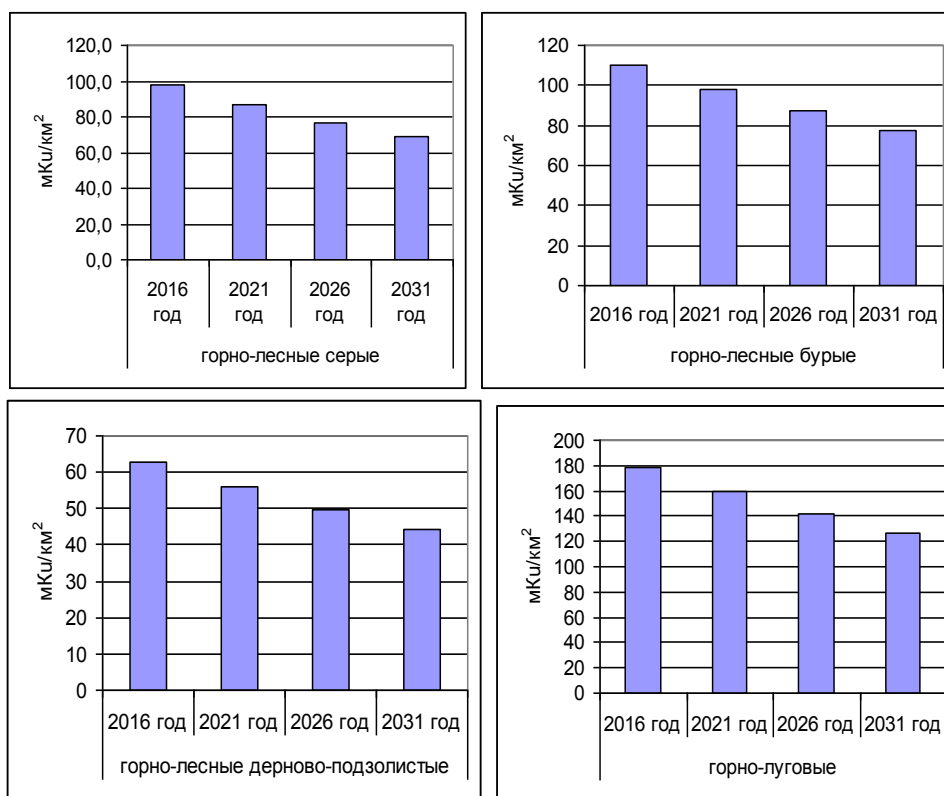 120,0
100,0
80,0
60,0
40,0
20,0
0,0
мКи/км²
2016 год
2021 год
2026 год
2031 год
горно-лесные серые
120
100
80
60
40
20
0
мКи/км²
2016 год
2021 год
2026 год
2031 год
горно-лесные бурые
70
60
50
40
30
20
10
0
мКи/км²
2016 год
2021 год
2026 год
2031 год
горно-лесные дерново-подзолистые
200
180
160
140
120
100
80
60
40
20
0
мКи/км²
2016 год
2021 год
2026 год
2031 год
горно-луговые